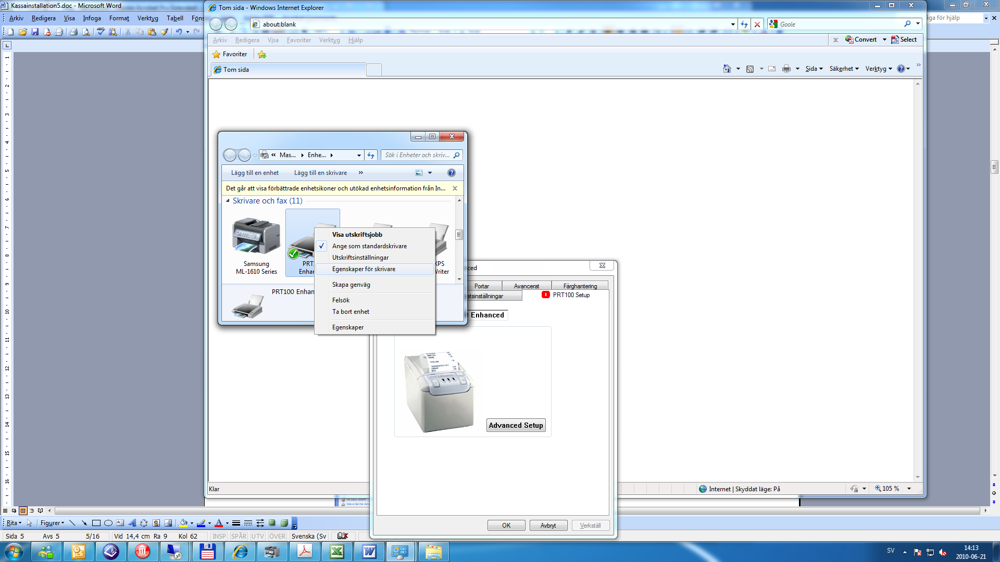 Kassainstallation5.doc - Microsoft Word
Arkiv Redigera Visa Infoga Format Verktyg Tabell
Tom sida - Windows Internet Explorer
about:blank
Goole
Arkiv Redigera Visa Favoriter Verktyg Hjälp
x Convert Select
Favoriter
Tom sida
Sida Säkerhet Verktyg
för hjälp
Mas... Enhe...
Sök i Enheter och skriv...
Lägg till en enhet Lägg till en skrivare »
Det går att visa förbättrade enhetsikoner och utökad enhetsinformation från In...
Skrivare och fax (11)
Samsung
ML-1610 Series
PRT
Enhan
XPS
Writer
PRT100 Enhan
Visa utskriftsjobb
Ange som standardskrivare
Utskriftsinställningar
Egenskaper för skrivare
Skapa genväg
Felsök
Ta bort enhet
Egenskaper
ced
Portar Avancerat Färghantering
etsinställningar PRT100 Setup
Enhanced
Advanced Setup
OK Avbryt Verkställ
Klar
Internet | Skyddat läge: På
105 %
Rita Figurer
Sida 5 Avs 5 5/16 Vid 14,4 cm Ra 9 Kol 62 INSP SPÅR UTV ÖVER Svenska (Sv
SV
14:13
2010-06-21